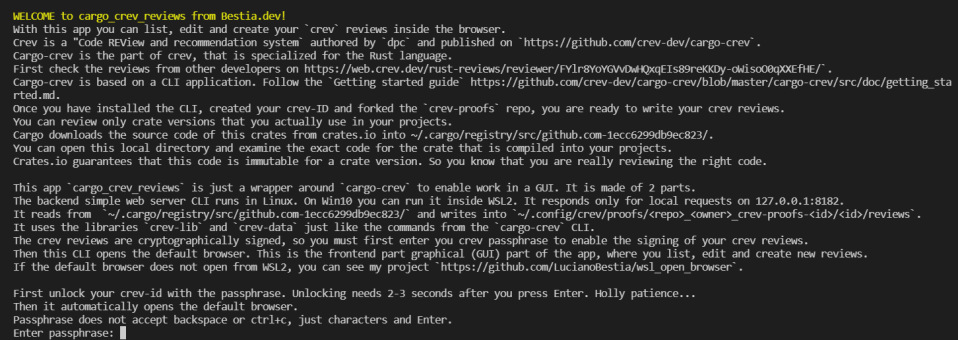 WELCOME to cargo_crev_reviews from Bestia.dev!
With this app you can list, edit and create your `crev` reviews inside the browser.
Crev is a "Code REView and recommendation system` authored by `dpc` and published on `https://github.com/crev-dev/cargo-crev`.
Cargo-crev is the part of crev, that is specialized for the Rust language.
First check the reviews from other developers on https://web.crev.dev/rust-reviews/reviewer/FYlr8YoYGVvDwHQxqEIs89reKKDy-oWisoO0qXXEfHE/`.
Cargo-crev is based on a CLI application. Follow the `Getting started guide` https://github.com/crev-dev/cargo-crev/blob/master/cargo-crev/src/doc/getting_sta
rted.md.
Once you have installed the CLI, created your crev-ID and forked the `crev-proofs` repo, you are ready to write your crev reviews.
You can review only crate versions that you actually use in your projects.
Cargo downloads the source code of this crates from crates.io into ~/.cargo/registry/src/github.com-1ecc6299db9ec823/.
You can open this local directory and examine the exact code for the crate that is compiled into your projects.
Crates.io guarantees that this code is immutable for a crate version. So you know that you are really reviewing the right code.
This app `cargo_crev_reviews` is just a wrapper around `cargo-crev` to enable work in a GUI. It is made of 2 parts.
The backend simple web server CLI runs in Linux. On Win10 you can run it inside WSL2. It responds only for local requests on 127.0.0.1:8182.
It reads from  `~/.cargo/registry/src/github.com-1ecc6299db9ec823/` and writes into `~/.config/crev/proofs/<repo>_<owner>_crev-proofs-<id>/<id>/reviews`.
It uses the libraries `crev-lib` and `crev-data` just like the commands from the `cargo-crev` CLI.
The crev reviews are cryptographically signed, so you must first enter you crev passphrase to enable the signing of your crev reviews.
Then this CLI opens the default browser. This is the frontend part graphical (GUI) part of the app, where you list, edit and create new reviews.
If the default browser does not open from WSL2, you can see my project `https://github.com/LucianoBestia/wsl_open_browser`.
First unlock your crev-id with the passphrase. Unlocking needs 2-3 seconds after you press Enter. Holly patience...
Then it automatically opens the default browser.
Passphrase does not accept backspace or ctrl+c, just characters and Enter.
Enter passphrase: